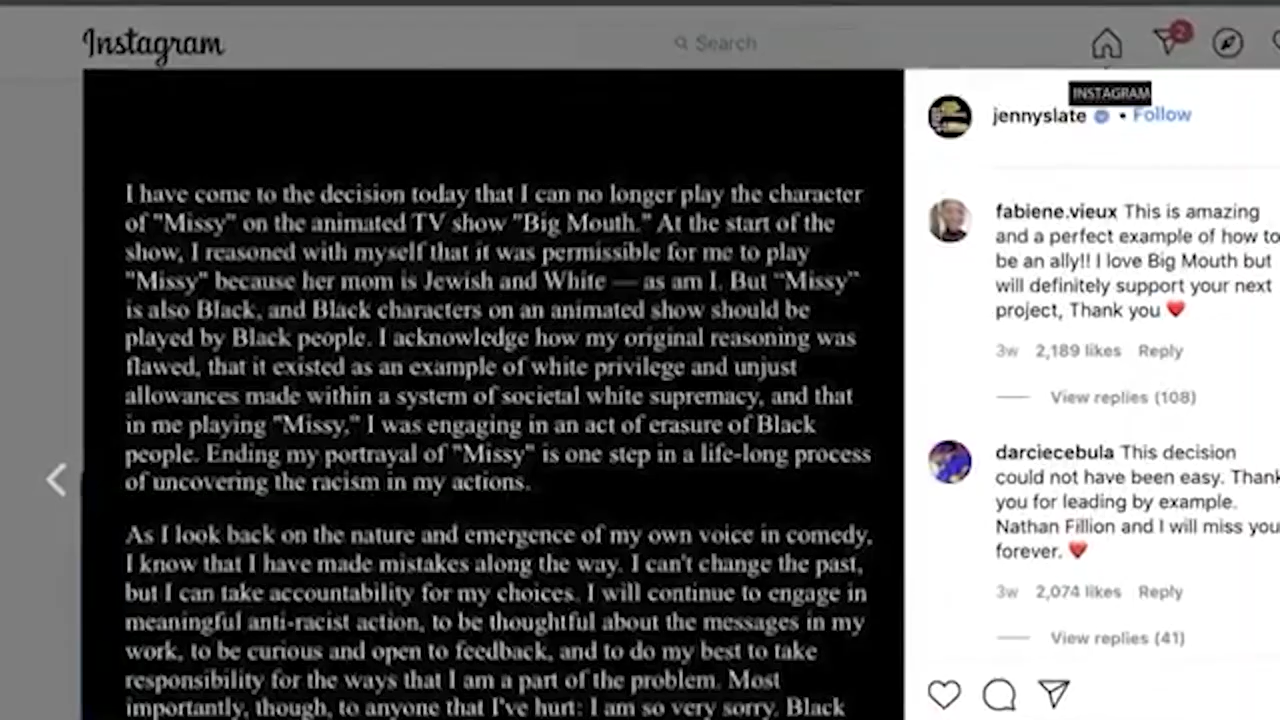 Instagram
Search
2
INSTAGRAM
I have come to the decision today that I can no longer play the character
of "Missy" on the animated TV show "Big Mouth." At the start of the
show, I reasoned with myself that it was permissible for me to play
"Missy" because her mom is Jewish and White — as am I. But "Missy"
is also Black, and Black characters on an animated show should be
played by Black people. I acknowledge how my original reasoning was
flawed, that it existed as an example of white privilege and unjust
allowances made within a system of societal white supremacy, and that
in me playing "Missy," I was engaging in an act of erasure of Black
people. Ending my portrayal of "Missy" is one step in a life-long process
of uncovering the racism in my actions.
As I look back on the nature and emergence of my own voice in comedy,
I know that I have made mistakes along the way. I can't change the past,
but I can take accountability for my choices. I will continue to engage in
meaningful anti-racist action, to be thoughtful about the messages in my
work, to be curious and open to feedback, and to do my best to take
responsibility for the ways that I am a part of the problem. Most
importantly, though, to anyone that I've hurt: I am so very sorry. Black
jennyslate • Follow
fabiene.vieux This is amazing
and a perfect example of how to
be an ally!! I love Big Mouth but
will definitely support your next
project, Thank you ❤️
3w 2,189 likes Reply
View replies (108)
darciecebula This decision
could not have been easy. Thank
you for leading by example.
Nathan Fillion and I will miss you
forever. ❤️
3w 2,074 likes Reply
View replies (41)